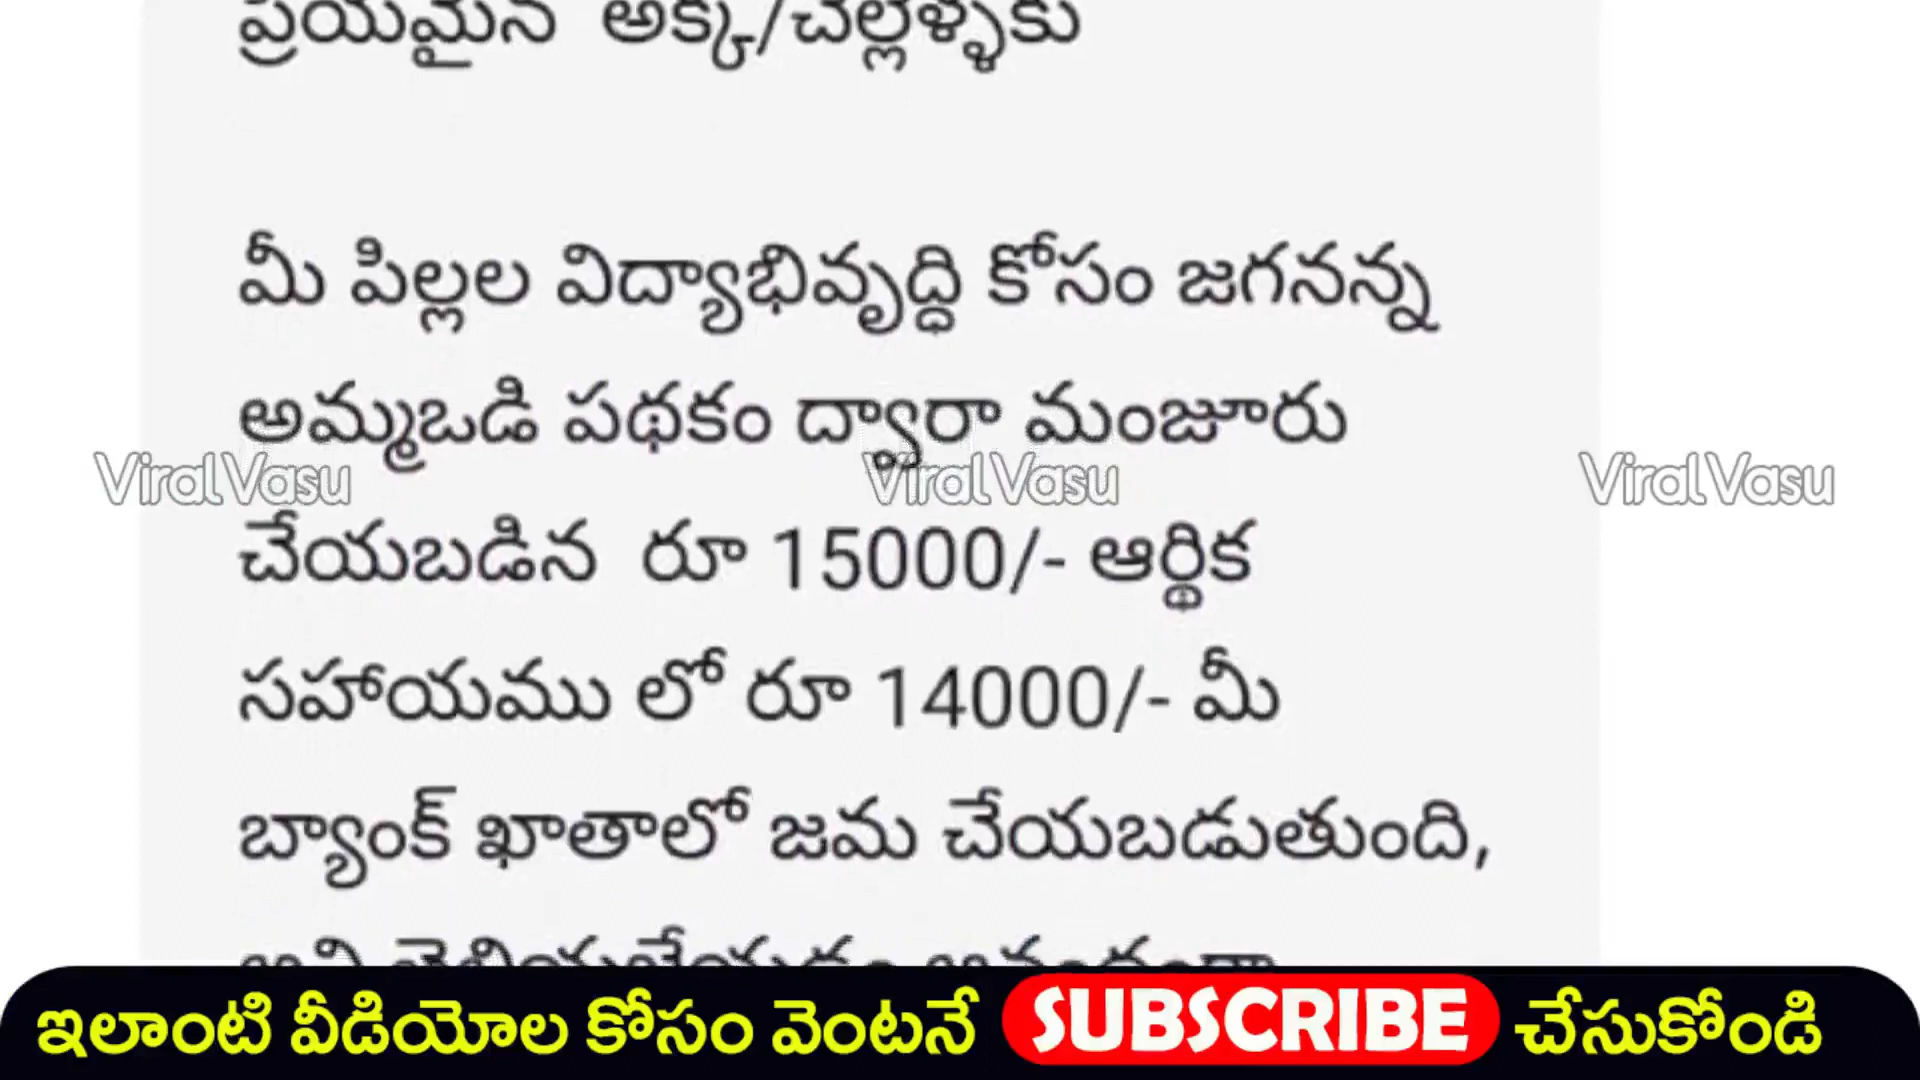 ప్రియమైన అక్క/చెల్లెళ్ళకు
మీ పిల్లల విద్యాభివృద్ధి కోసం జగనన్న
అమ్మఒడి పథకం ద్వారా మంజూరు
ViralVasu ViralVasu ViralVasu
చేయబడిన రూ 15000/- ఆర్థిక
సహాయము లో రూ 14000/- మీ
బ్యాంక్ ఖాతాలో జమ చేయబడుతుంది,
ఇలాంటి వీడియోల కోసం వెంటనే SUBSCRIBE చేసుకోండి